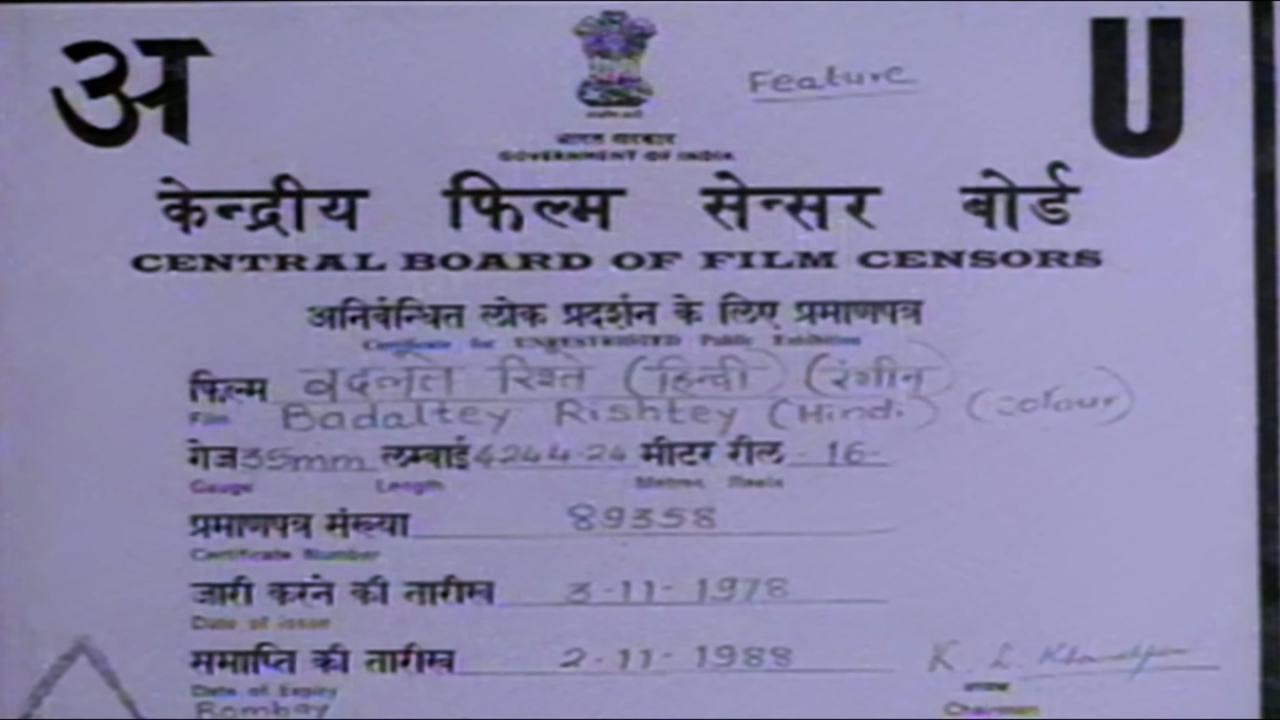 अ
Feature
U
भारत सरकार
GOVERNMENT OF INDIA
केन्द्रीय फिल्म सेन्सर बोर्ड
CENTRAL BOARD OF FILM CENSORS
अनिर्बन्धित लोक प्रदर्शन के लिए प्रमाणपत्र
Certificate for UNRESTRICTED Public Exhibition
फिल्म बदलते रिश्ते (हिन्दी) (रंगीन)
Film Badaltey Rishtey (Hindi) (Colour)
गेज 35mm लम्बाई 4244.24 मीटर रील - 16-
Gauge Length Metres Reels
प्रमाणपत्र संख्या 89358
Certificate Number
जारी करने की तारीख 3-11-1978
Date of issue
समाप्ति की तारीख 2-11-1988 K. L. Khandpur
Date of Expiry अध्यक्ष
Bombay Chairman